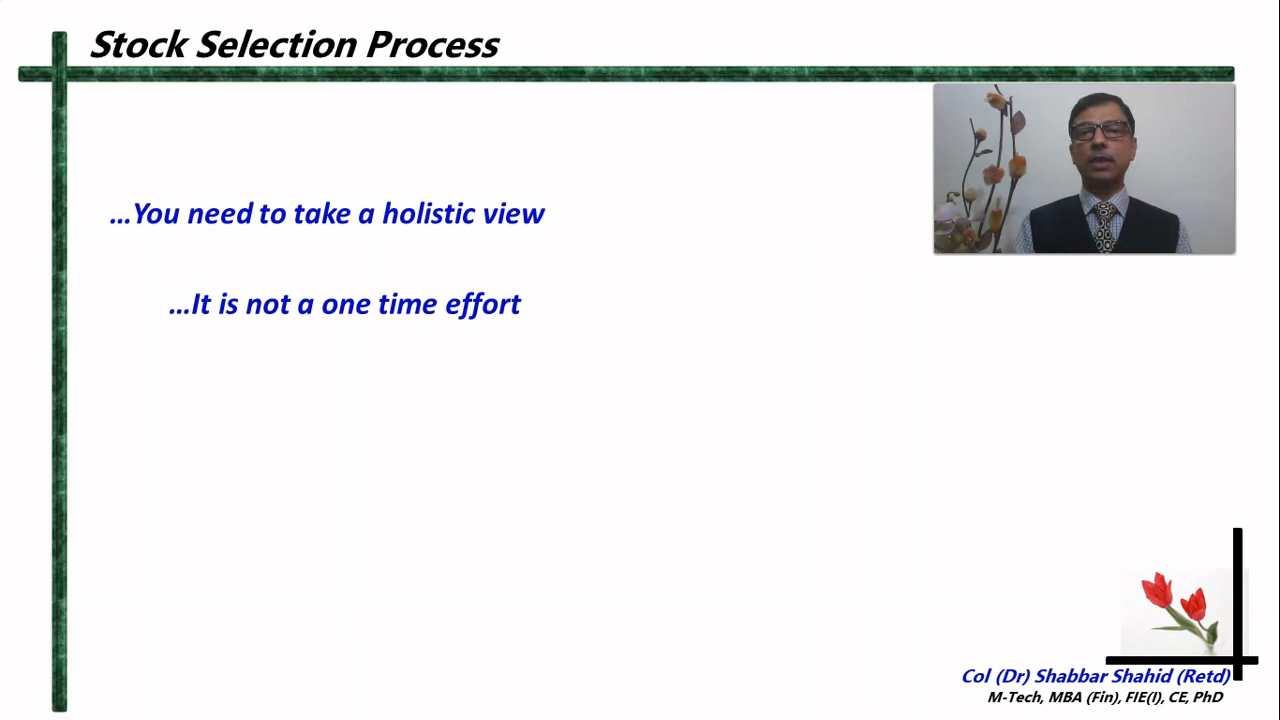 Stock Selection Process
...You need to take a holistic view
...It is not a one time effort
Col (Dr) Shabbar Shahid (Retd)
M-Tech, MBA (Fin), FIE(I), CE, PhD